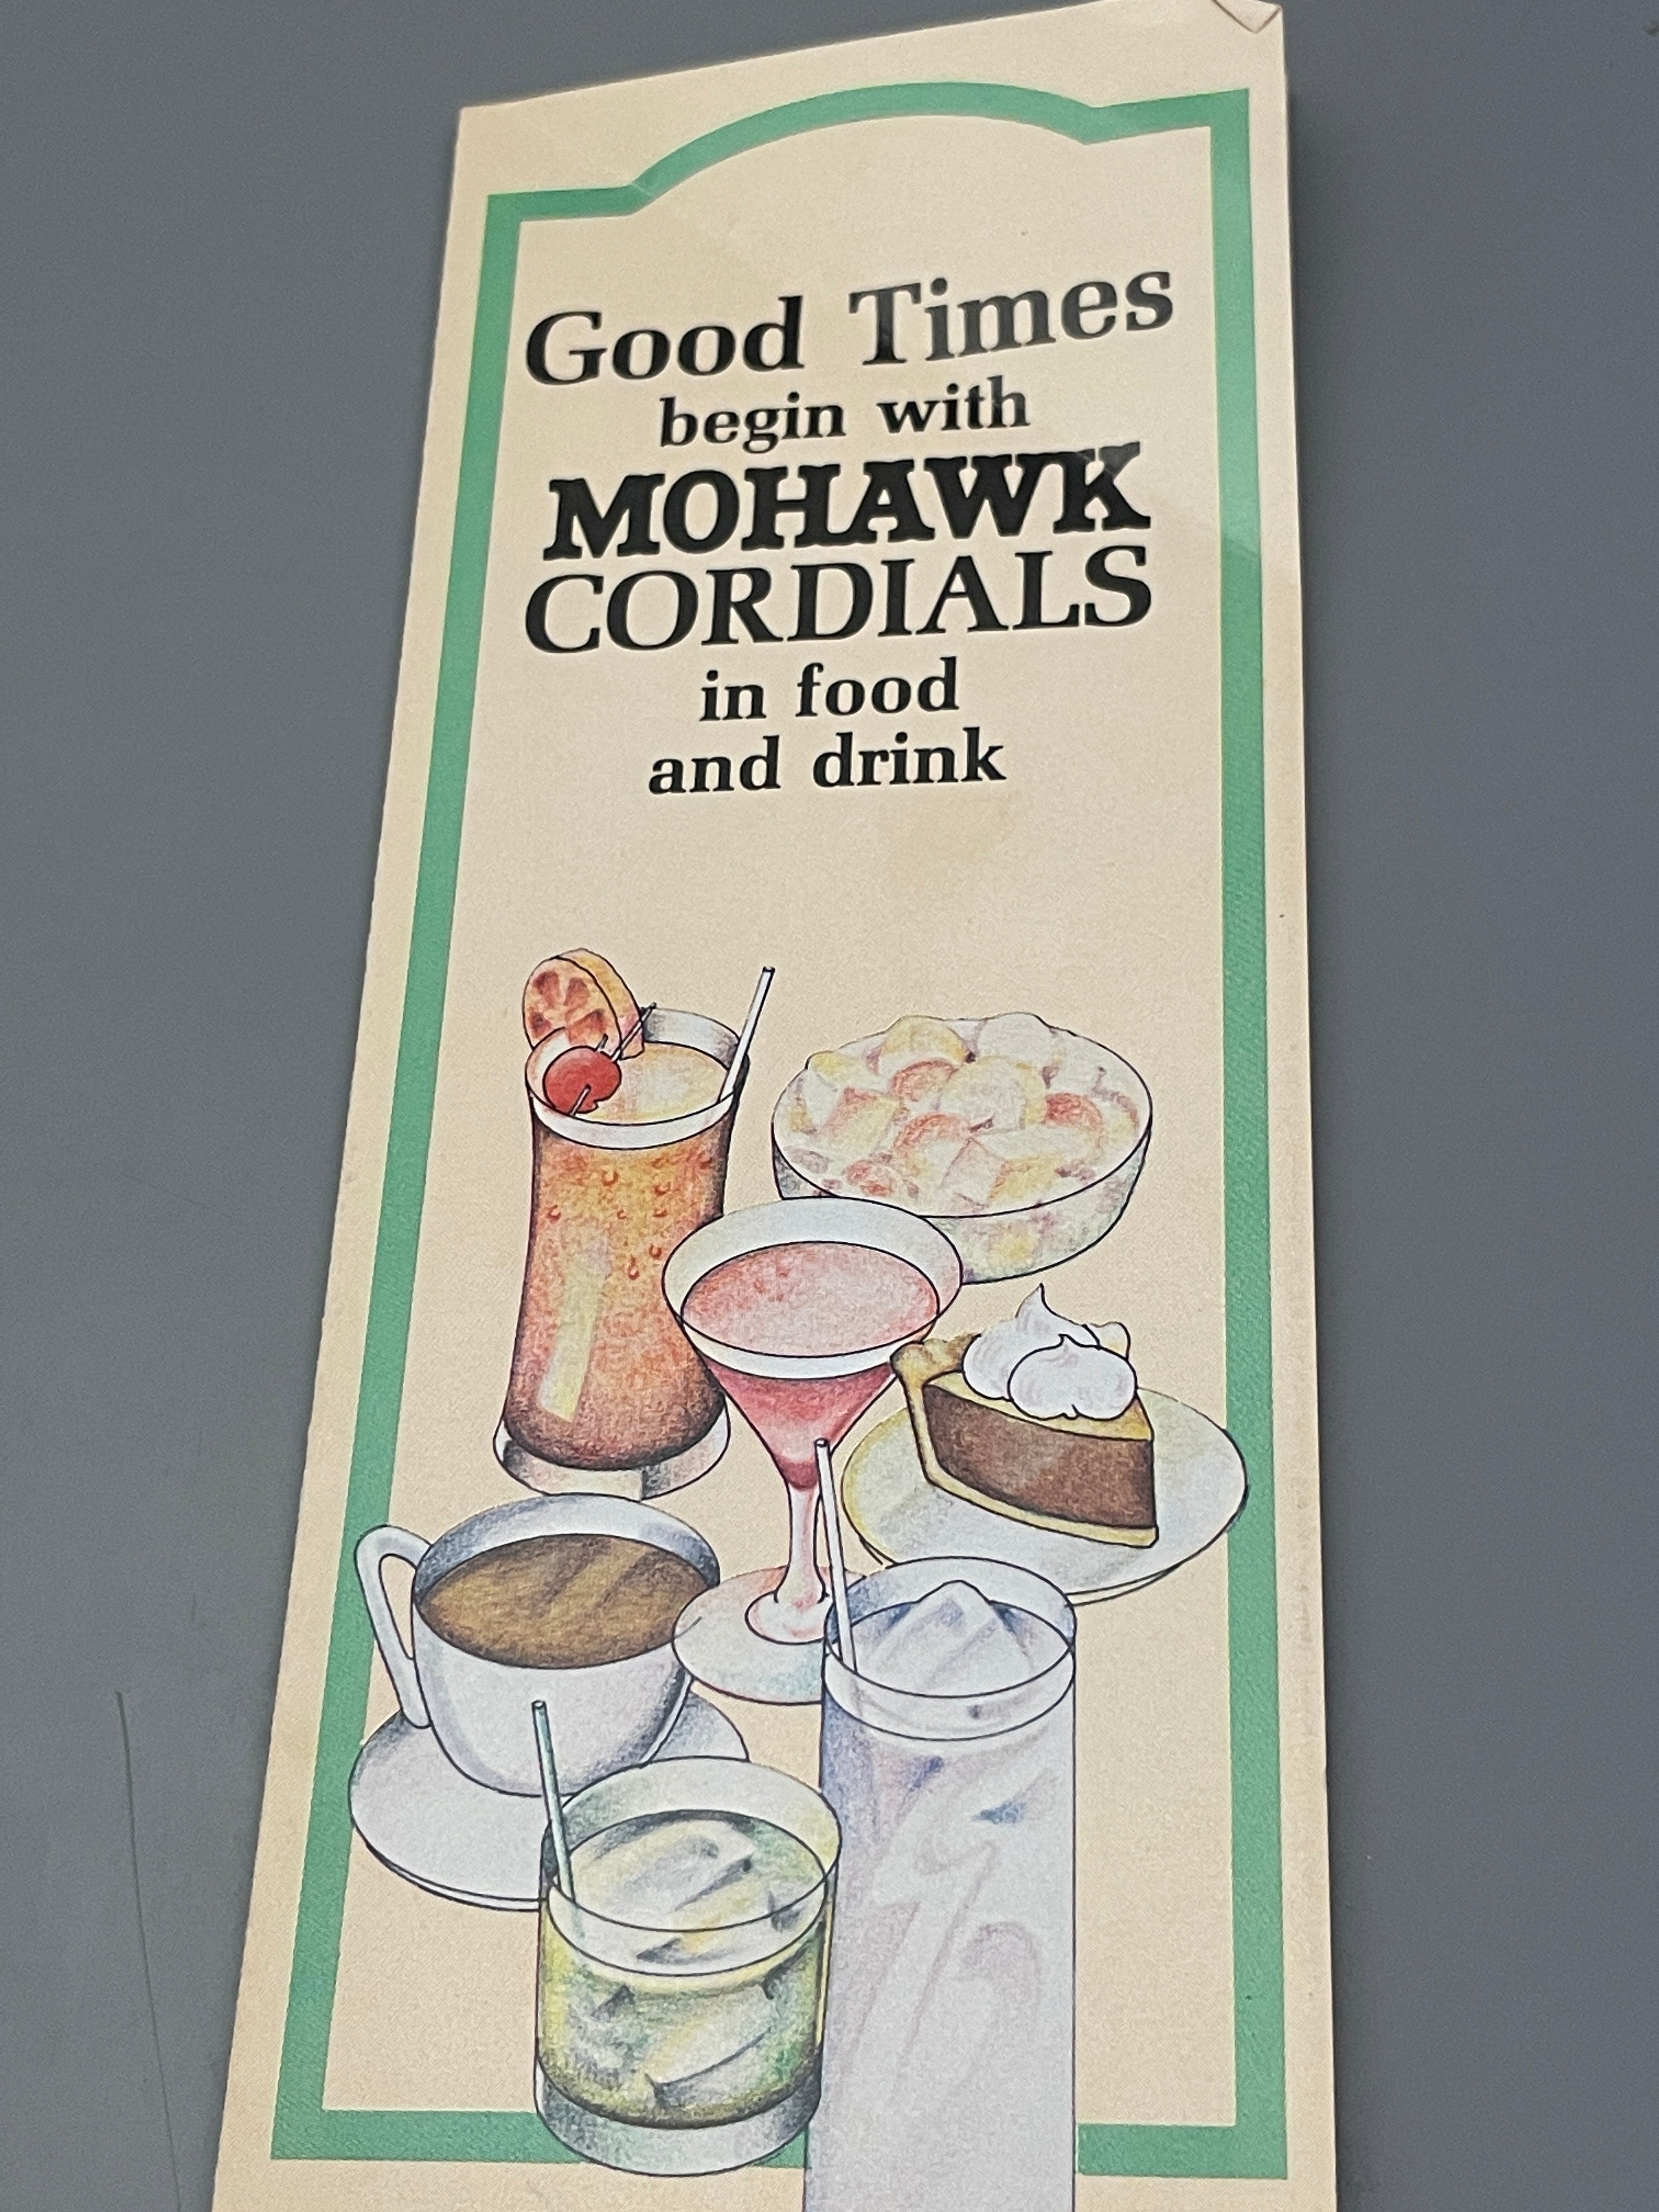 Good Times
begin with
MOHAWK
CORDIALS
in food
and drink